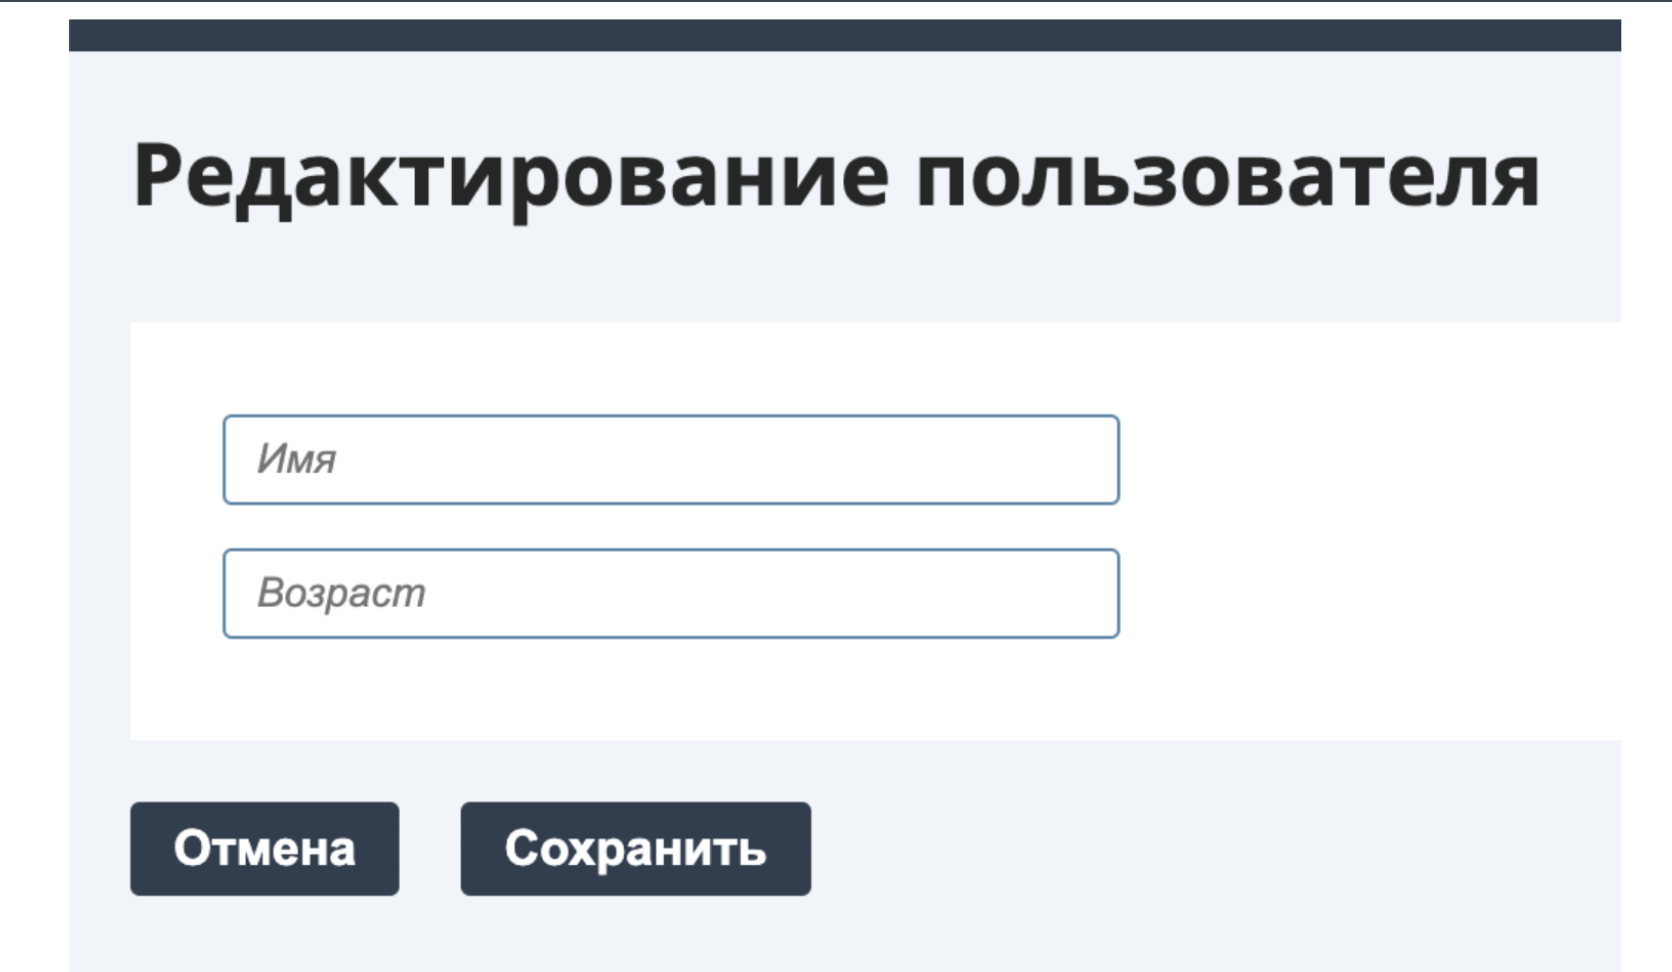 Редактирование пользователя
Имя
Возраст
Отмена Сохранить